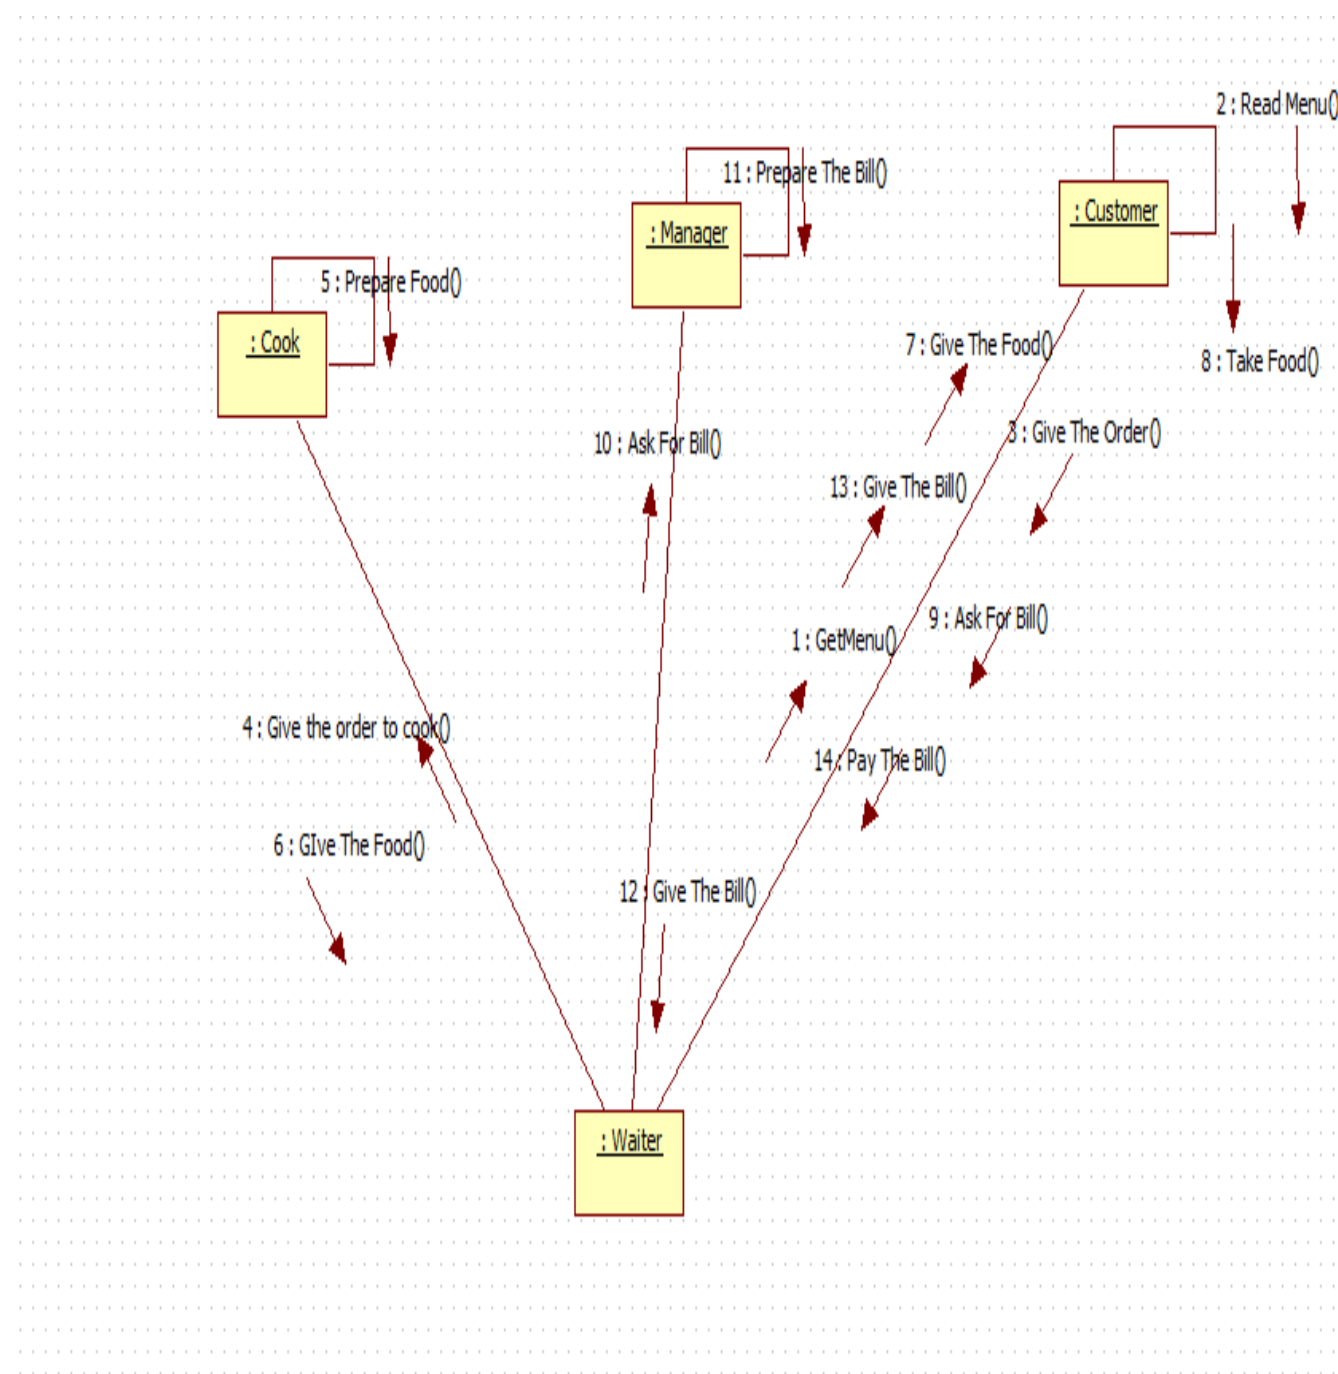 2 : Read Menu()
11 : Prepare The Bill()
: Customer
: Manager
5 : Prepare Food()
: Cook
7 : Give The Food()
8 : Take Food()
3 : Give The Order()
10 : Ask For Bill()
13 : Give The Bill()
9 : Ask For Bill()
1 : GetMenu()
4 : Give the order to cook()
14 : Pay The Bill()
6 : GIve The Food()
12 : Give The Bill()
: Waiter